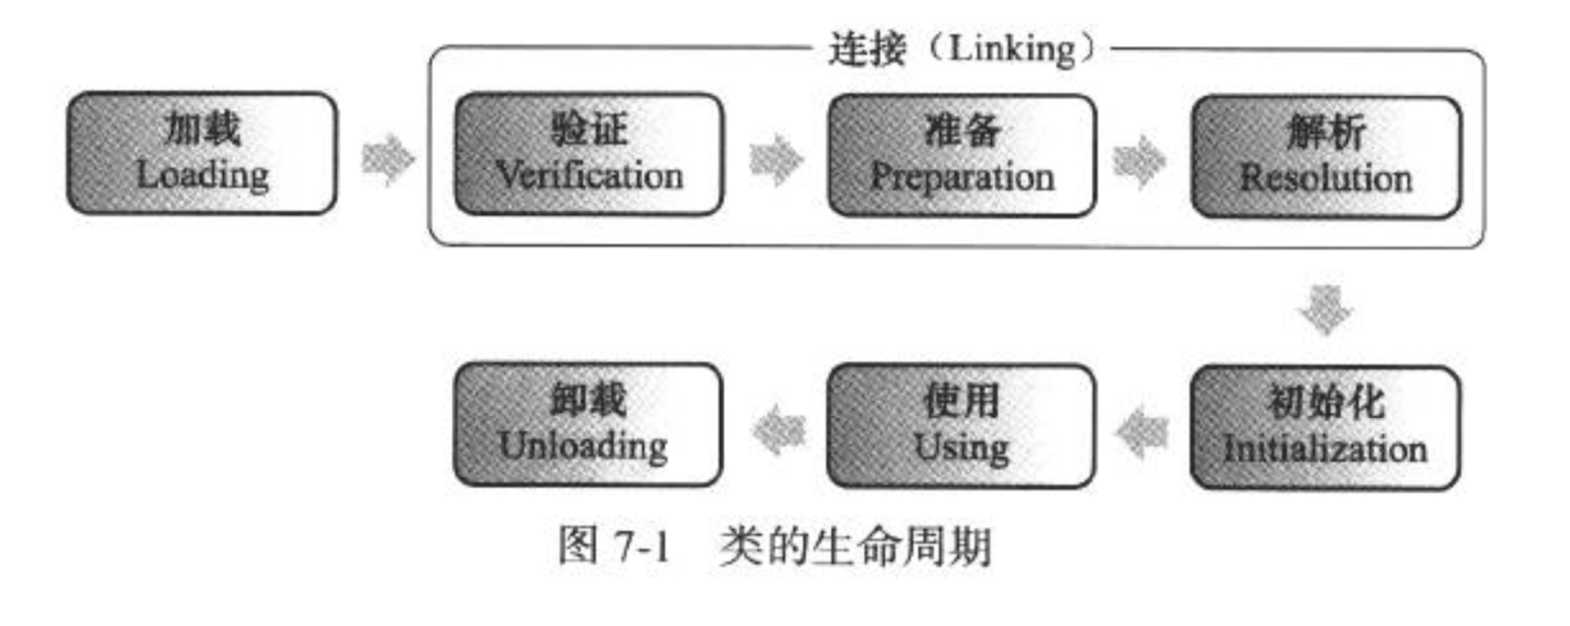 连接（Linking）
加载
Loading
验证
Verification
准备
Preparation
解析
Resolution
卸载
Unloading
使用
Using
初始化
Initialization
图 7-1 类的生命周期